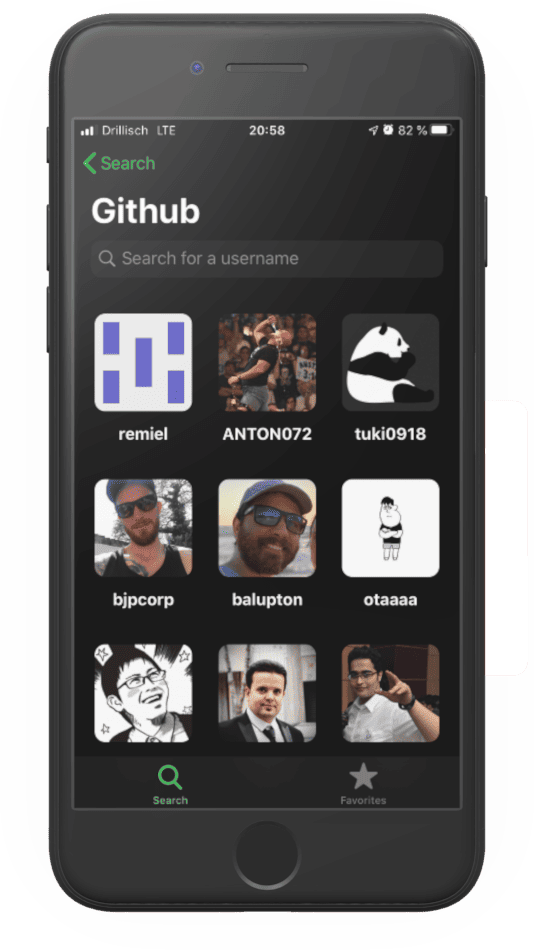 Drillisch LTE 20:58 82 %
Search
Github
Search for a username
remiel ANTON072 tuki0918
bjpcorp balupton otaaaa
Search Favorites